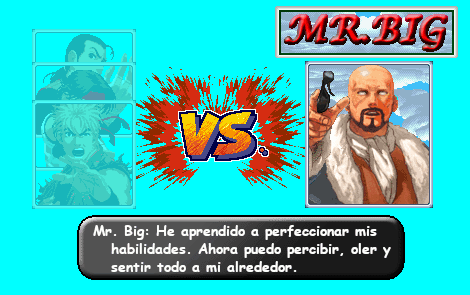 MR.BIG
VS.
Mr. Big: He aprendido a perfeccionar mis
habilidades. Ahora puedo percibir, oler y
sentir todo a mi alrededor.